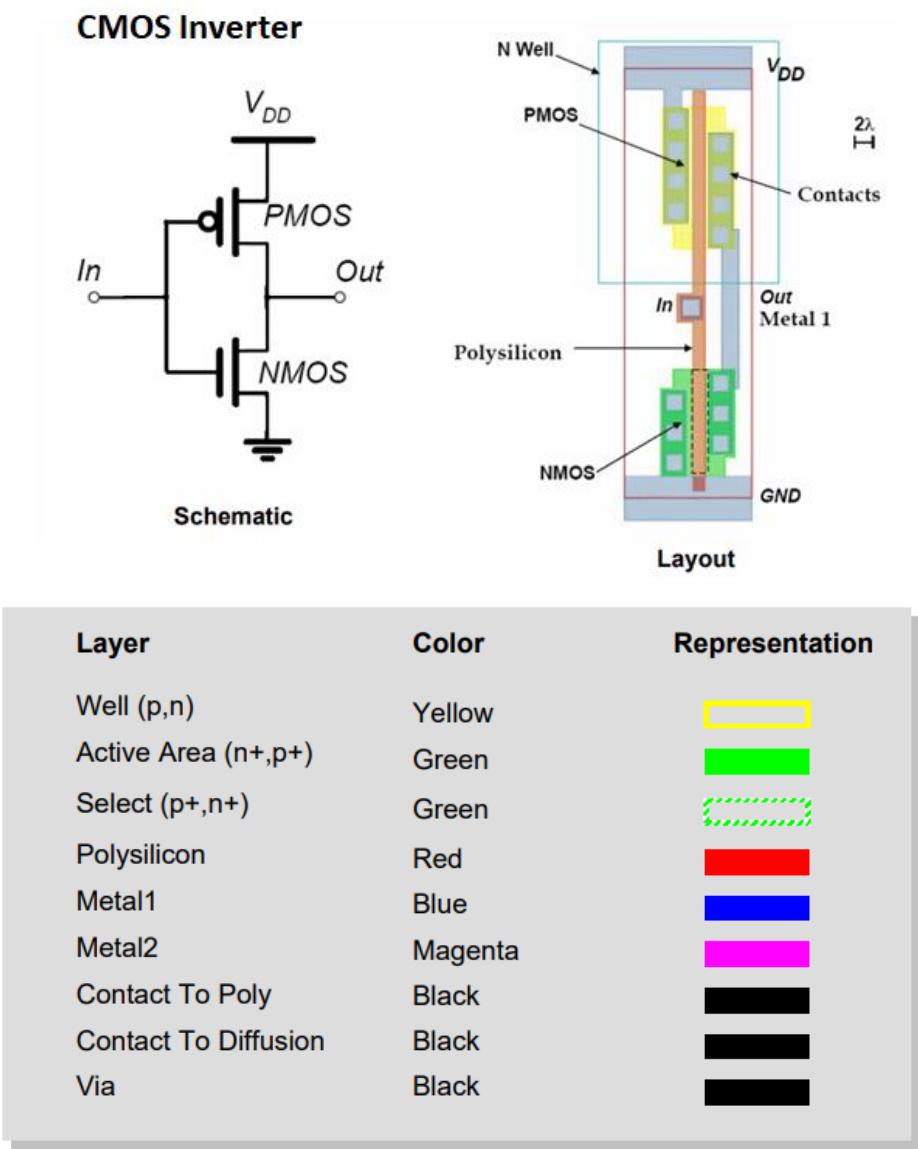 CMOS Inverter
V_DD
PMOS
In
Out
NMOS
Schematic
N Well
V_DD
PMOS
2λ
Contacts
In
Out
Metal 1
Polysilicon
NMOS
GND
Layout
Layer Color Representation
Well (p,n) Yellow
Active Area (n+,p+) Green
Select (p+,n+) Green
Polysilicon Red
Metal1 Blue
Metal2 Magenta
Contact To Poly Black
Contact To Diffusion Black
Via Black